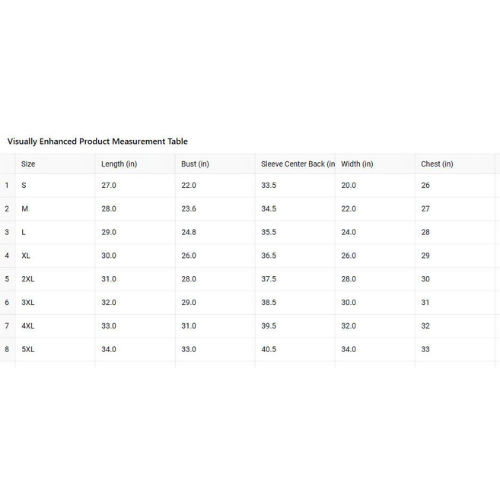 Visually Enhanced Product Measurement Table
Size Length (in) Bust (in) Sleeve Center Back (in Width (in) Chest (in)
1 S 27.0 22.0 33.5 20.0 26
2 M 28.0 23.6 34.5 22.0 27
3 L 29.0 24.8 35.5 24.0 28
4 XL 30.0 26.0 36.5 26.0 29
5 2XL 31.0 28.0 37.5 28.0 30
6 3XL 32.0 29.0 38.5 30.0 31
7 4XL 33.0 31.0 39.5 32.0 32
8 5XL 34.0 33.0 40.5 34.0 33